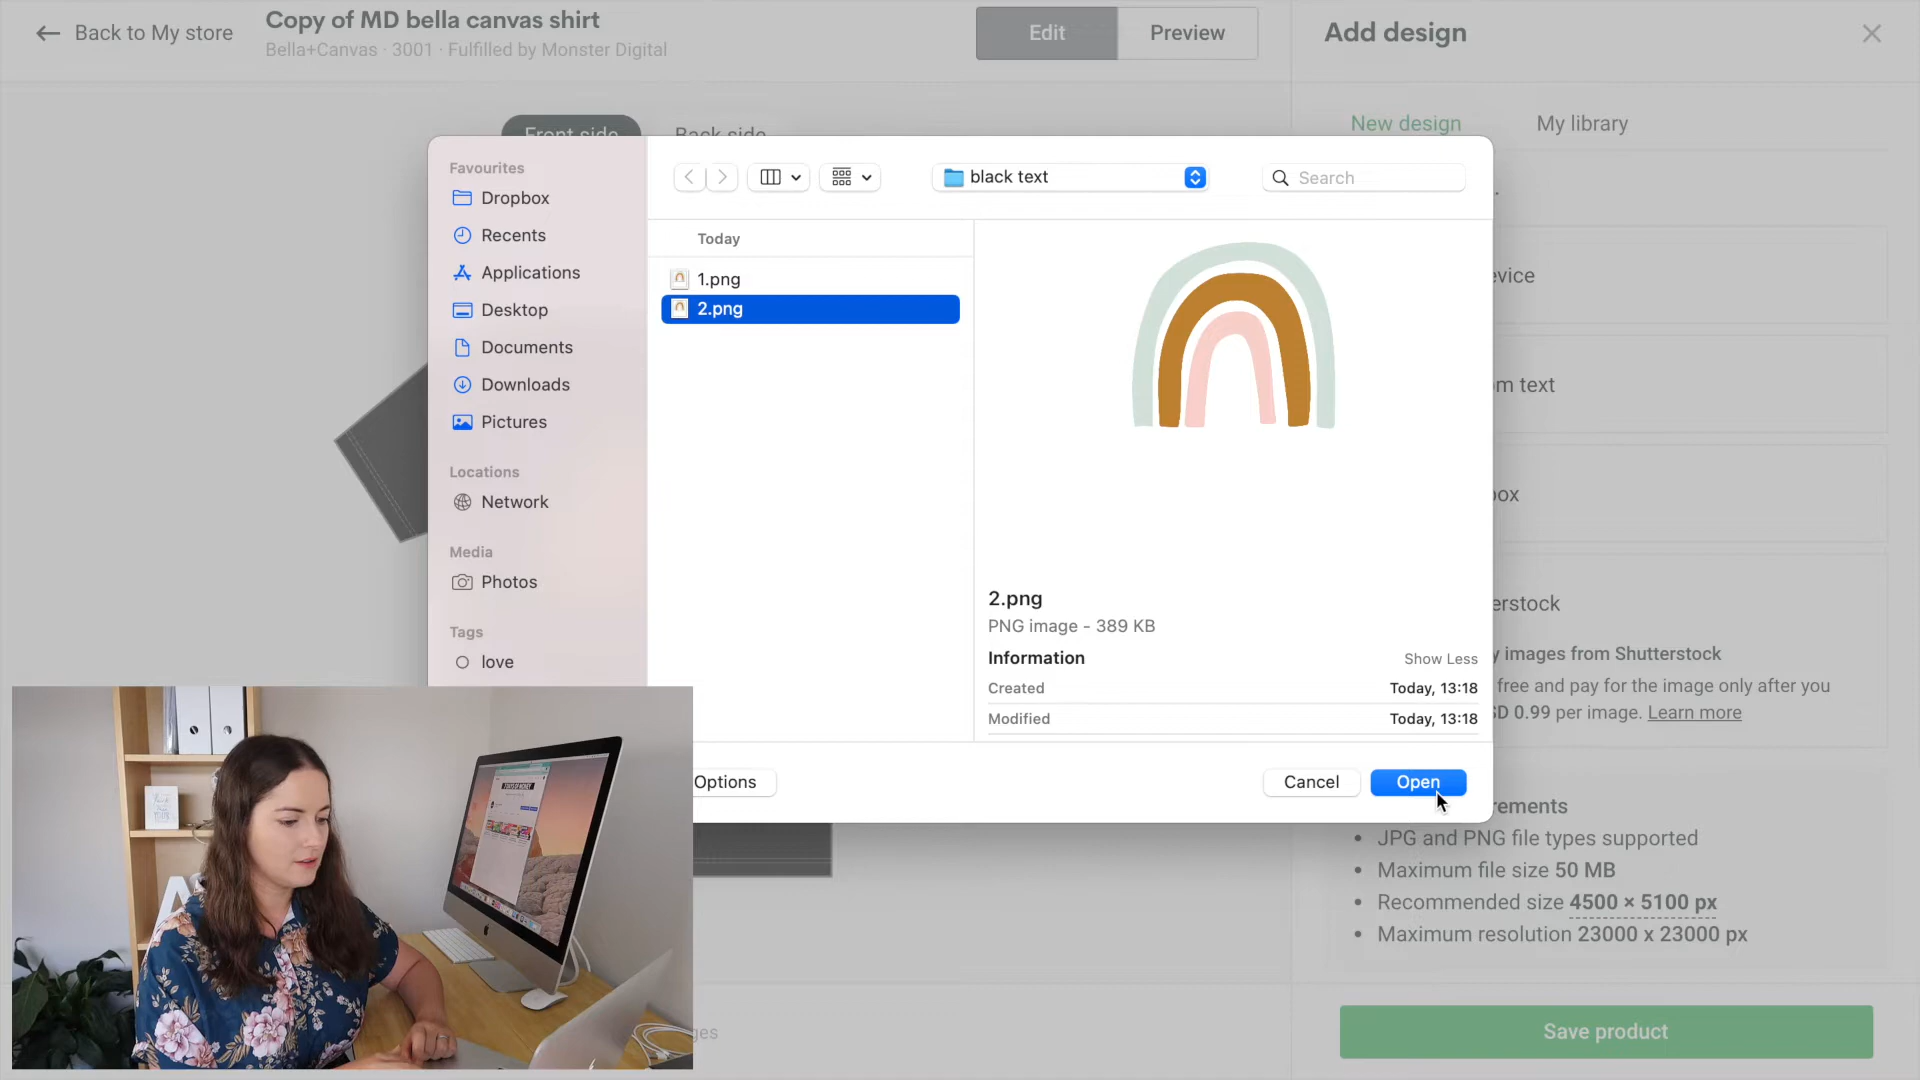 Back to My store
Copy of MD bella canvas shirt
Bella+Canvas · 3001 · Fulfilled by Monster Digital
Edit
Preview
Add design
New design
My library
Front side
Back side
Favourites
Dropbox
Recents
Applications
Desktop
Documents
Downloads
Pictures
Locations
Network
Media
Photos
Tags
love
black text
Search
Today
1.png
2.png
2.png
PNG image - 389 KB
Information
Show Less
Created
Today, 13:18
Modified
Today, 13:18
Options
Cancel
Open
images from Shutterstock
free and pay for the image only after you
0.99 per image. Learn more
• JPG and PNG file types supported
• Maximum file size 50 MB
• Recommended size 4500 × 5100 px
• Maximum resolution 23000 x 23000 px
Save product